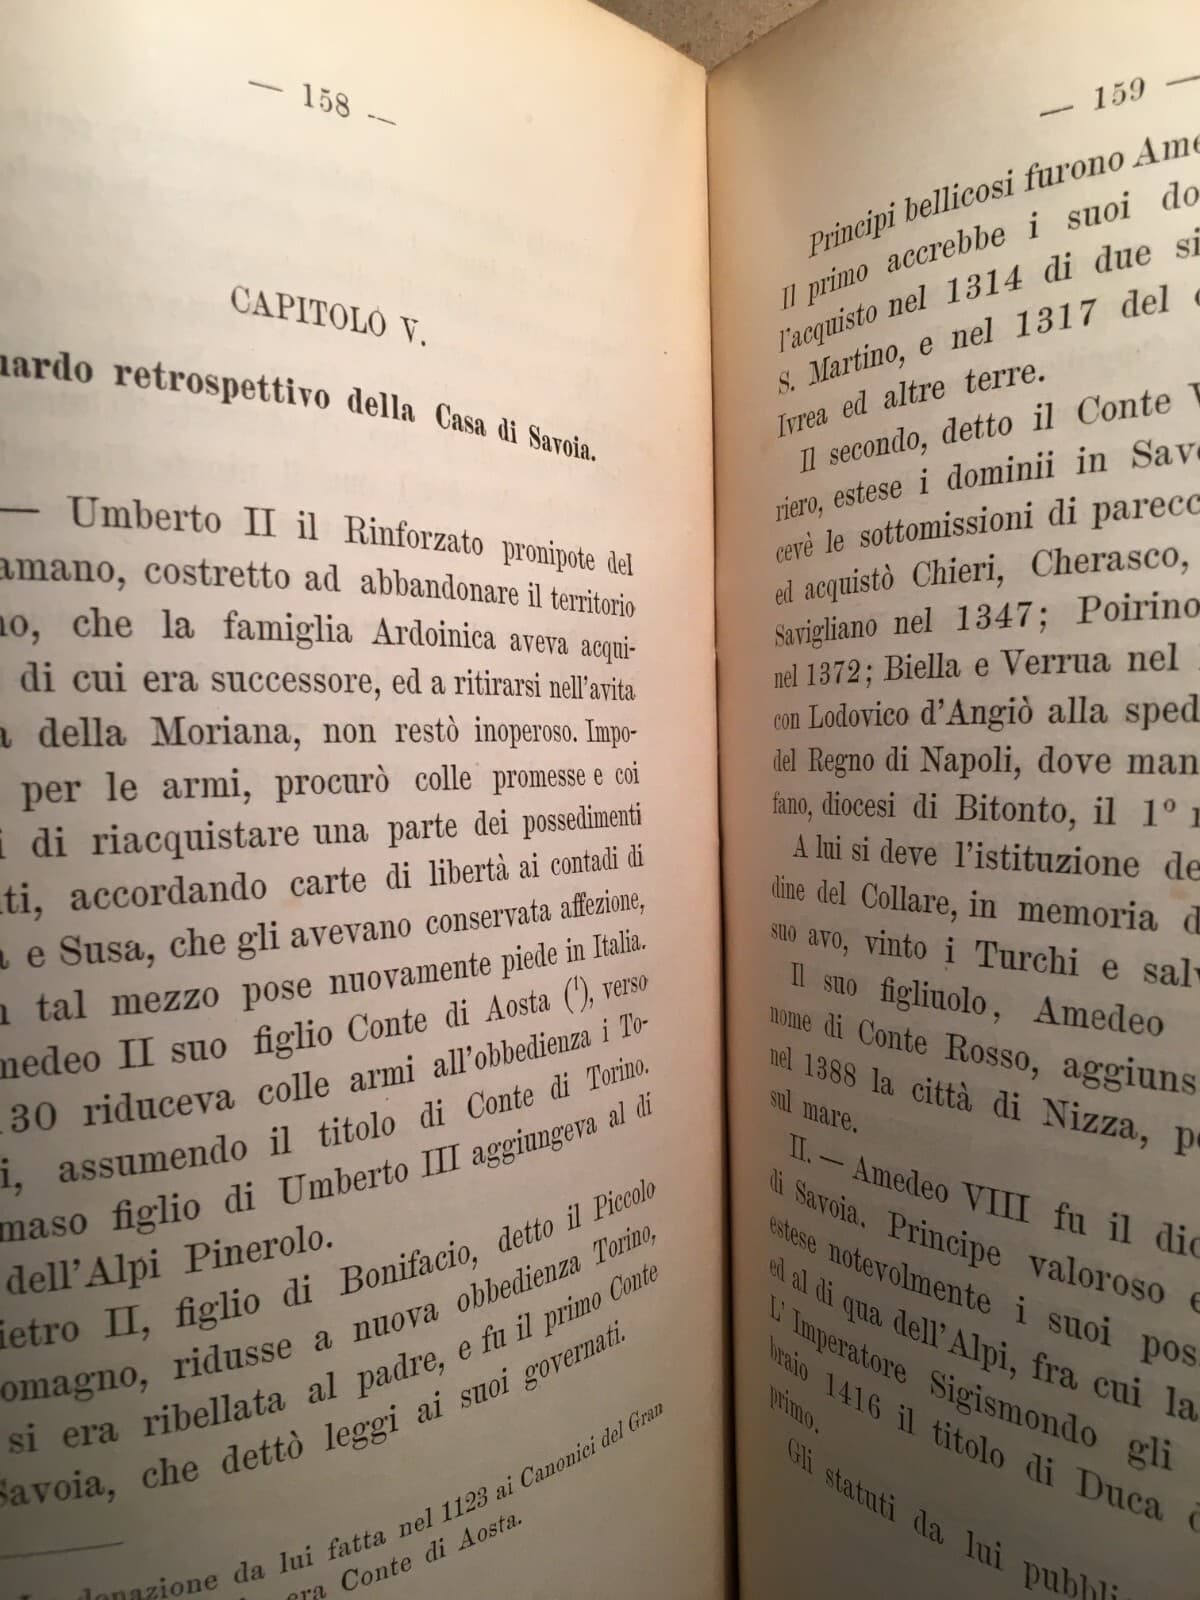 — 158 —
CAPITOLO V.
retrospettivo della Casa di Savoia.
— Umberto II il Rinforzato pronipote del
costretto ad abbandonare il territorio
che la famiglia Ardoinica aveva acqui-
di cui era successore, ed a ritirarsi nell'avita
della Moriana, non restò inoperoso. Impo-
per le armi, procurò colle promesse e coi
di riacquistare una parte dei possedimenti
accordando carte di libertà ai contadi di
e Susa, che gli avevano conservata affezione,
tal mezzo pose nuovamente piede in Italia.
II suo figlio Conte di Aosta (1), verso
30 riduceva colle armi all'obbedienza i To-
assumendo il titolo di Conte di Torino.
figlio di Umberto III aggiungeva al di
dell'Alpi Pinerolo.
II, figlio di Bonifacio, detto il Piccolo
ridusse a nuova obbedienza Torino,
si era ribellata al padre, e fu il primo Conte
Savoia, che dettò leggi ai suoi governati.
donazione da lui fatta nel 1123 ai Canonici del Gran
era Conte di Aosta.
— 159 —
Principi bellicosi furono Ame
Il primo accrebbe i suoi do
l'acquisto nel 1314 di due si
S. Martino, e nel 1317 del
Ivrea ed altre terre.
Il secondo, detto il Conte V
riero, estese i dominii in Sav
cevè le sottomissioni di parecc
ed acquistò Chieri, Cherasco,
Savigliano nel 1347; Poirino
nel 1372; Biella e Verrua nel
con Lodovico d'Angiò alla sped
del Regno di Napoli, dove man
fano, diocesi di Bitonto, il 1º
A lui si deve l'istituzione de
dine del Collare, in memoria d
suo avo, vinto i Turchi e salv
Il suo figliuolo, Amedeo
nome di Conte Rosso, aggiuns
nel 1388 la città di Nizza, p
sul mare.
II. — Amedeo VIII fu il dic
di Savoia. Principe valoroso e
estese notevolmente i suoi pos
ed al di qua dell'Alpi, fra cui la
L'Imperatore Sigismondo gli
braio 1416 il titolo di Duca
primo.
Gli statuti da lui pubbli